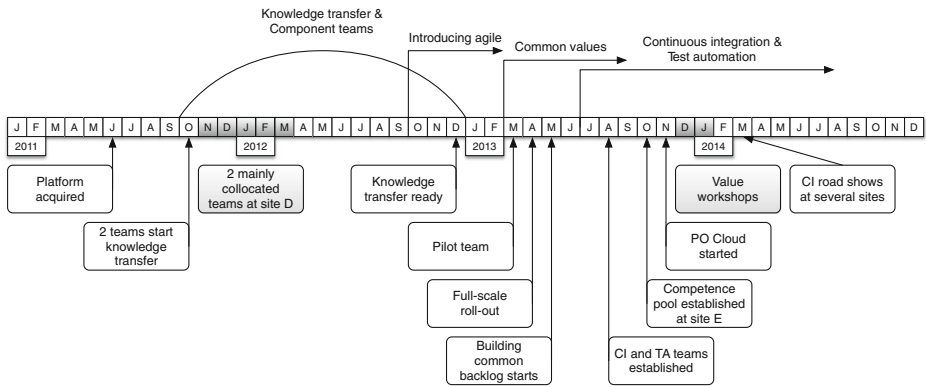 Knowledge transfer &
Component teams
Introducing agile
Common values
Continuous integration &
Test automation
J F M A M J J A S O N D J F M A M J J A S O N D J F M A M J J A S O N D J F M A M J J A S O N D
2011
2012
2013
2014
Platform
acquired
2 mainly
collocated
teams at site D
Knowledge
transfer ready
Value
workshops
CI road shows
at several sites
2 teams start
knowledge
transfer
Pilot team
PO Cloud
started
Full-scale
roll-out
Competence
pool established
at site E
Building
common
backlog starts
CI and TA teams
established